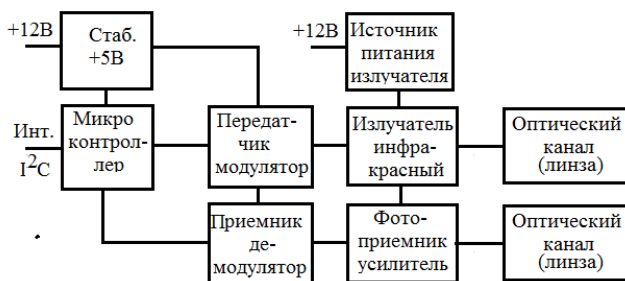 +12В
Стаб.
+5В
+12В
Источник
питания
излучателя
Инт.
I²C
Микро
контрол-
лер
Передат-
чик
модулятор
Излучатель
инфра-
красный
Оптический
канал
(линза)
Приемник
де-
модулятор
Фото-
приемник
усилитель
Оптический
канал
(линза)